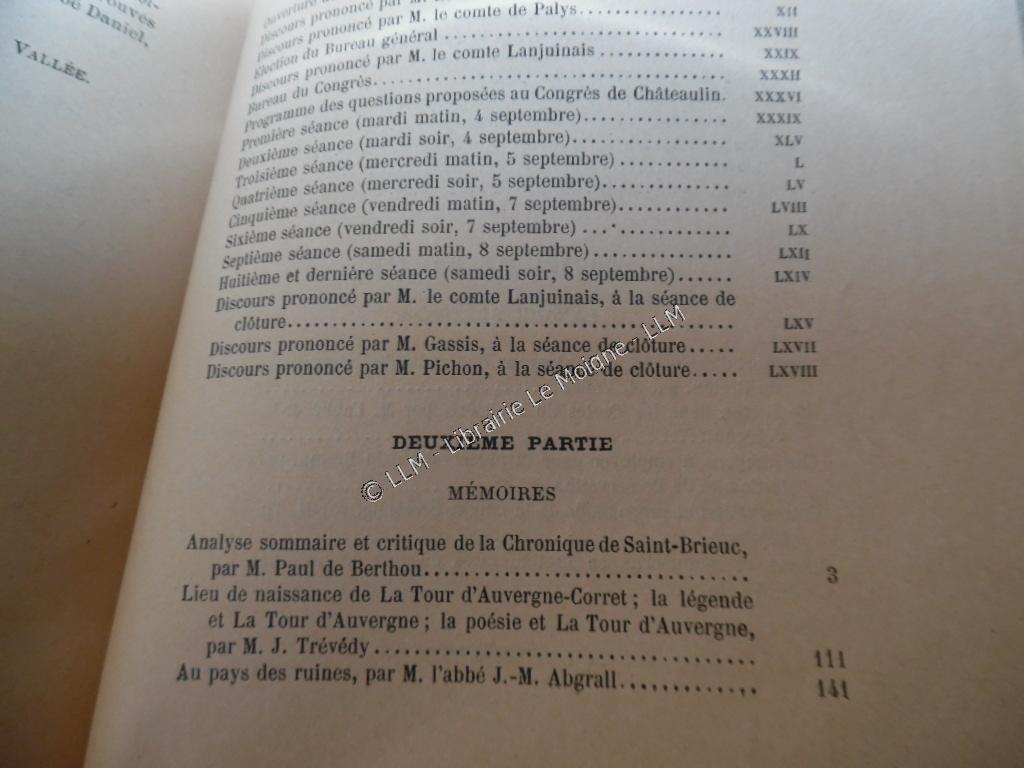 rouvés
bé Daniel,
VALLÉE.
Ouverture
Discours prononcé par M.
Discours prononcé par M. le comte de Palys........... XII
Election du Bureau général ........................ XXVIII
Discours prononcé par M. le comte Lanjuinais ............ XXIX
Bureau du Congrès................................ XXXII
Programme des questions proposées au Congrès de Châteaulin. XXXVI
Première séance (mardi matin, 4 septembre)............... XXXIX
Deuxième séance (mardi soir, 4 septembre)................ XLV
Troisième séance (mercredi matin, 5 septembre) ............ L
Quatrième séance (mercredi soir, 5 septembre).............. LV
Cinquième séance (vendredi matin, 7 septembre)............ LVIII
Sixième séance (vendredi soir, 7 septembre) ................ LX
Septième séance (samedi matin, 8 septembre) .............. LXII
Huitième et dernière séance (samedi soir, 8 septembre)...... LXIV
Discours prononcé par M. le comte Lanjuinais, à la séance de
clôture............................................ LXV
Discours prononcé par M. Gassis, à la séance de clôture..... LXVII
Discours prononcé par M. Pichon, à la séance de clôture..... LXVIII
DEUXIÈME PARTIE
MÉMOIRES
Analyse sommaire et critique de la Chronique de Saint-Brieuc,
par M. Paul de Berthou.............................. 3
Lieu de naissance de La Tour d'Auvergne-Corret ; la légende
et La Tour d'Auvergne ; la poésie et La Tour d'Auvergne,
par M. J. Trévédy................................... 111
Au pays des ruines, par M. l'abbé J.-M. Abgrall............. 141
© LLM - Librairie Le Moigne - LLM